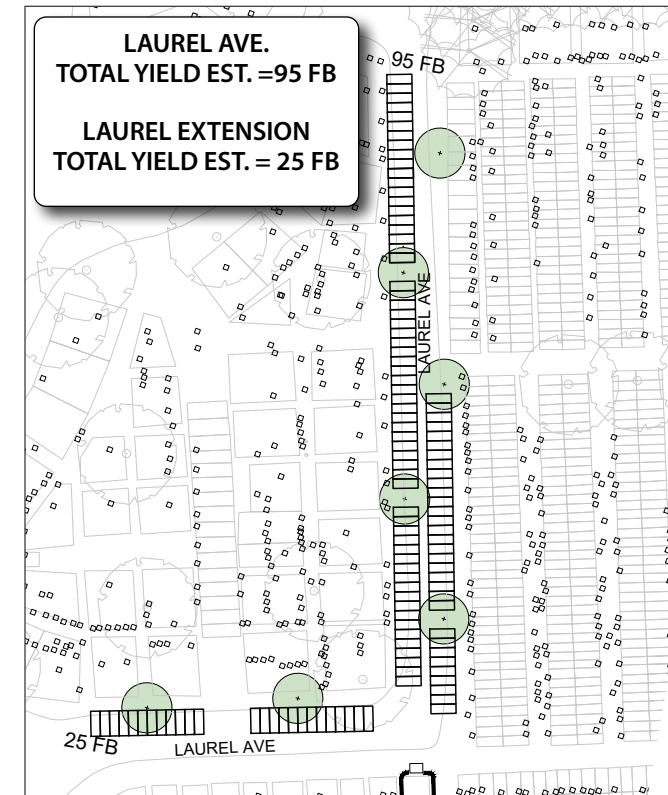 LAUREL AVE.
TOTAL YIELD EST. =95 FB
LAUREL EXTENSION
TOTAL YIELD EST. = 25 FB
95 FB
LAUREL AVE
25 FB
LAUREL AVE